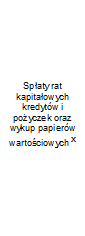 Spłaty rat
kapitałowych
kredytów i
pożyczek oraz
wykup papierów
wartościowych x